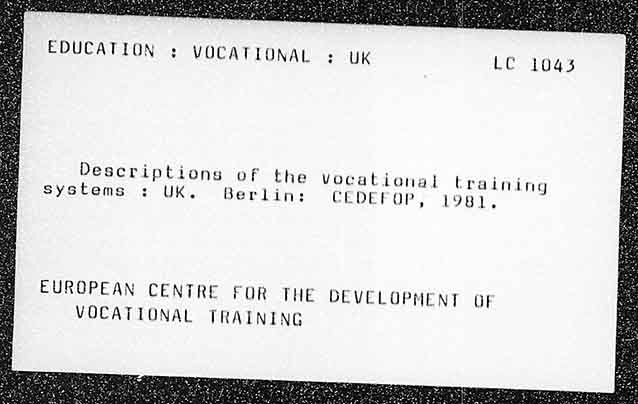 EDUCATION : VOCATIONAL : UK LC 1043
Descriptions of the vocational training
systems : UK. Berlin: CEDEFOP, 1981.
EUROPEAN CENTRE FOR THE DEVELOPMENT OF
VOCATIONAL TRAINING